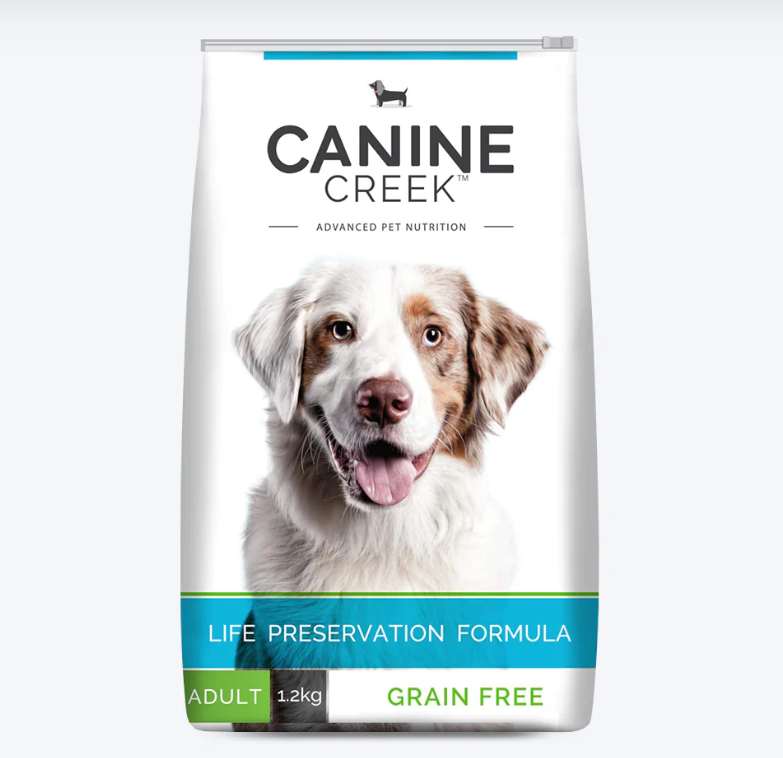 CANINE
CREEK™
ADVANCED PET NUTRITION
LIFE PRESERVATION FORMULA
ADULT 1.2kg GRAIN FREE